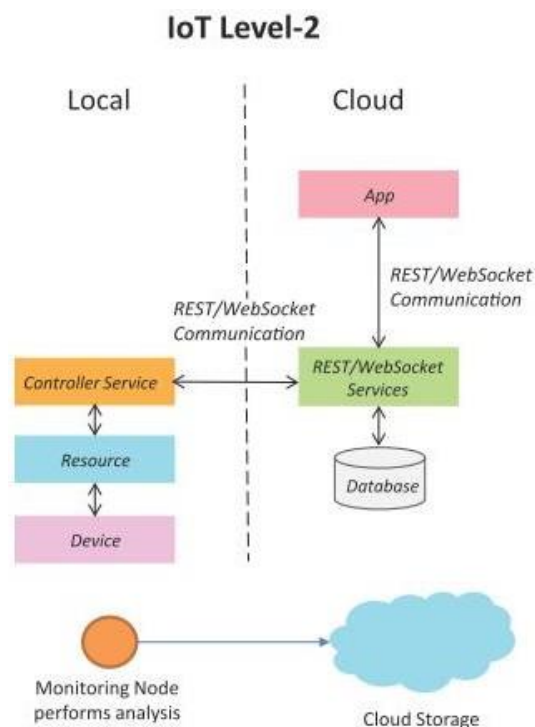 IoT Level-2
Local
Cloud
App
REST/WebSocket
Communication
REST/WebSocket
Communication
Controller Service
REST/WebSocket
Services
Resource
Database
Device
Monitoring Node
performs analysis
Cloud Storage